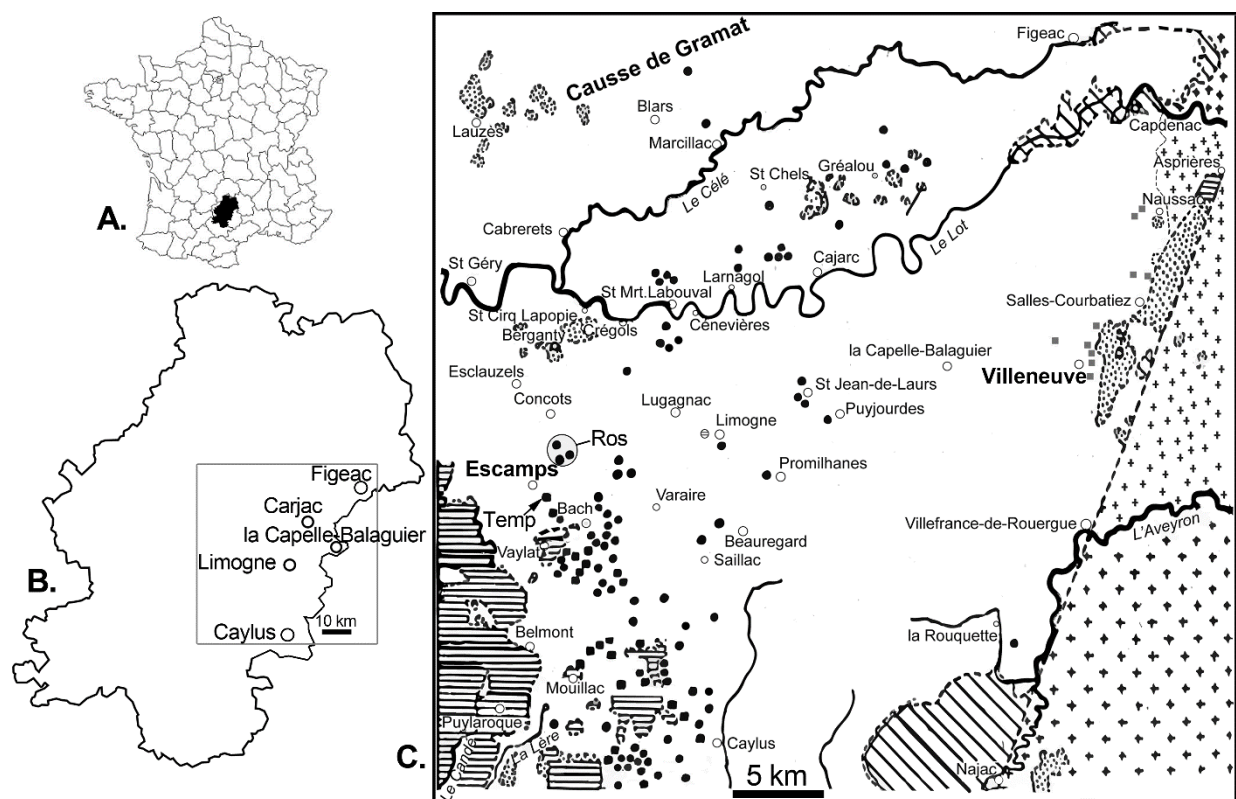 A.
B.
Figeac
Carjac
la Capelle-Balaguier
Limogne
10 km
Caylus
C.
Figeac
Causse de Gramat
Blars
Lauzès
Marcillac
Capdenac
St Chels
Gréalou
Asprières
Le Célé
Naussac
Cabrerets
Le Lot
St Géry
Cajarc
Larnagol
St Mrt.Labouval
Salles-Courbatiez
St Cirq Lapopie
Crégols
Cénevières
Berganty
la Capelle-Balaguier
Villeneuve
Esclauzels
St Jean-de-Laurs
Concots
Lugagnac
Puyjourdes
Limogne
Ros
Escamps
Promilhanes
Temp
Bach
Varaire
Villefrance-de-Rouergue
L'Aveyron
Vaylat
Beauregard
Saillac
Belmont
la Rouquette
Mouillac
Puylaroque
La Lère
Caylus
Le Cande
5 km
Najac